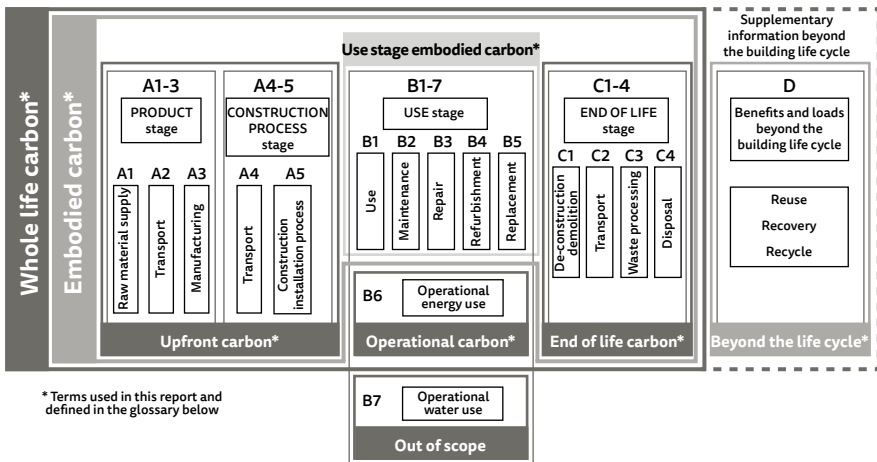 Whole life carbon*
Embodied carbon*
Use stage embodied carbon*
Supplementary
information beyond
the building life cycle
A1-3
PRODUCT
stage
A1
Raw material supply
A2
Transport
A3
Manufacturing
A4-5
CONSTRUCTION
PROCESS
stage
A4
Transport
A5
Construction
installation process
Upfront carbon*
B1-7
USE stage
B1
Use
B2
Maintenance
B3
Repair
B4
Refurbishment
B5
Replacement
B6
Operational
energy use
Operational carbon*
B7
Operational
water use
Out of scope
C1-4
END OF LIFE
stage
C1
De-construction
demolition
C2
Transport
C3
Waste processing
C4
Disposal
End of life carbon*
D
Benefits and loads
beyond the
building life cycle
Reuse
Recovery
Recycle
Beyond the life cycle*
* Terms used in this report and
defined in the glossary below